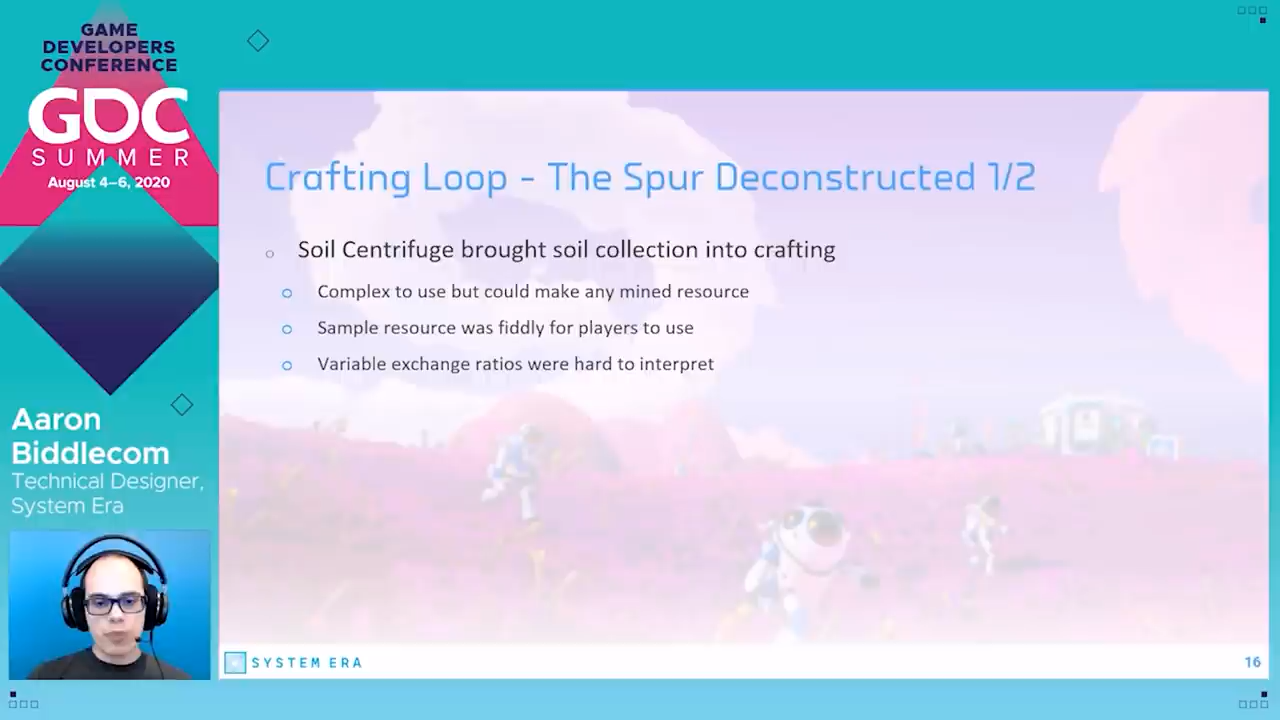 GAME
DEVELOPERS
CONFERENCE
GDC
SUMMER
August 4–6, 2020
Crafting Loop - The Spur Deconstructed 1/2
Soil Centrifuge brought soil collection into crafting
Complex to use but could make any mined resource
Sample resource was fiddly for players to use
Variable exchange ratios were hard to interpret
Aaron
Biddlecom
Technical Designer,
System Era
SYSTEM ERA
16